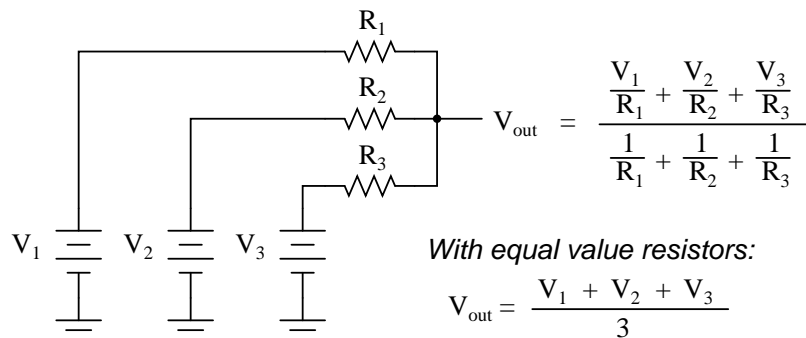 R1
R2
R3
V1 V2 V3
Vout = V1/R1 + V2/R2 + V3/R3
1/R1 + 1/R2 + 1/R3
With equal value resistors:
Vout = V1 + V2 + V3
3